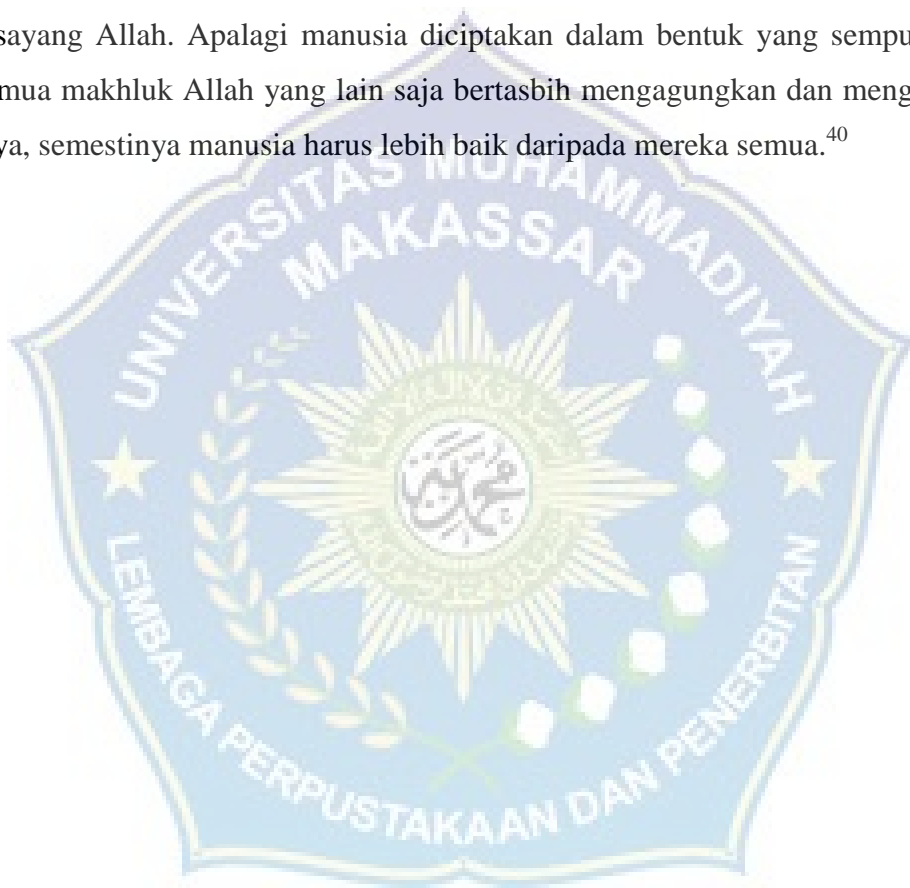 sayang Allah. Apalagi manusia diciptakan dalam bentuk yang sempu
mua makhluk Allah yang lain saja bertasbih mengagungkan dan meng
ya, semestinya manusia harus lebih baik daripada mereka semua.40
UNIVERSITAS MUHAMMADIYAH
MAKASSAR
LEMBAGA PERPUSTAKAAN DAN PENERBITAN